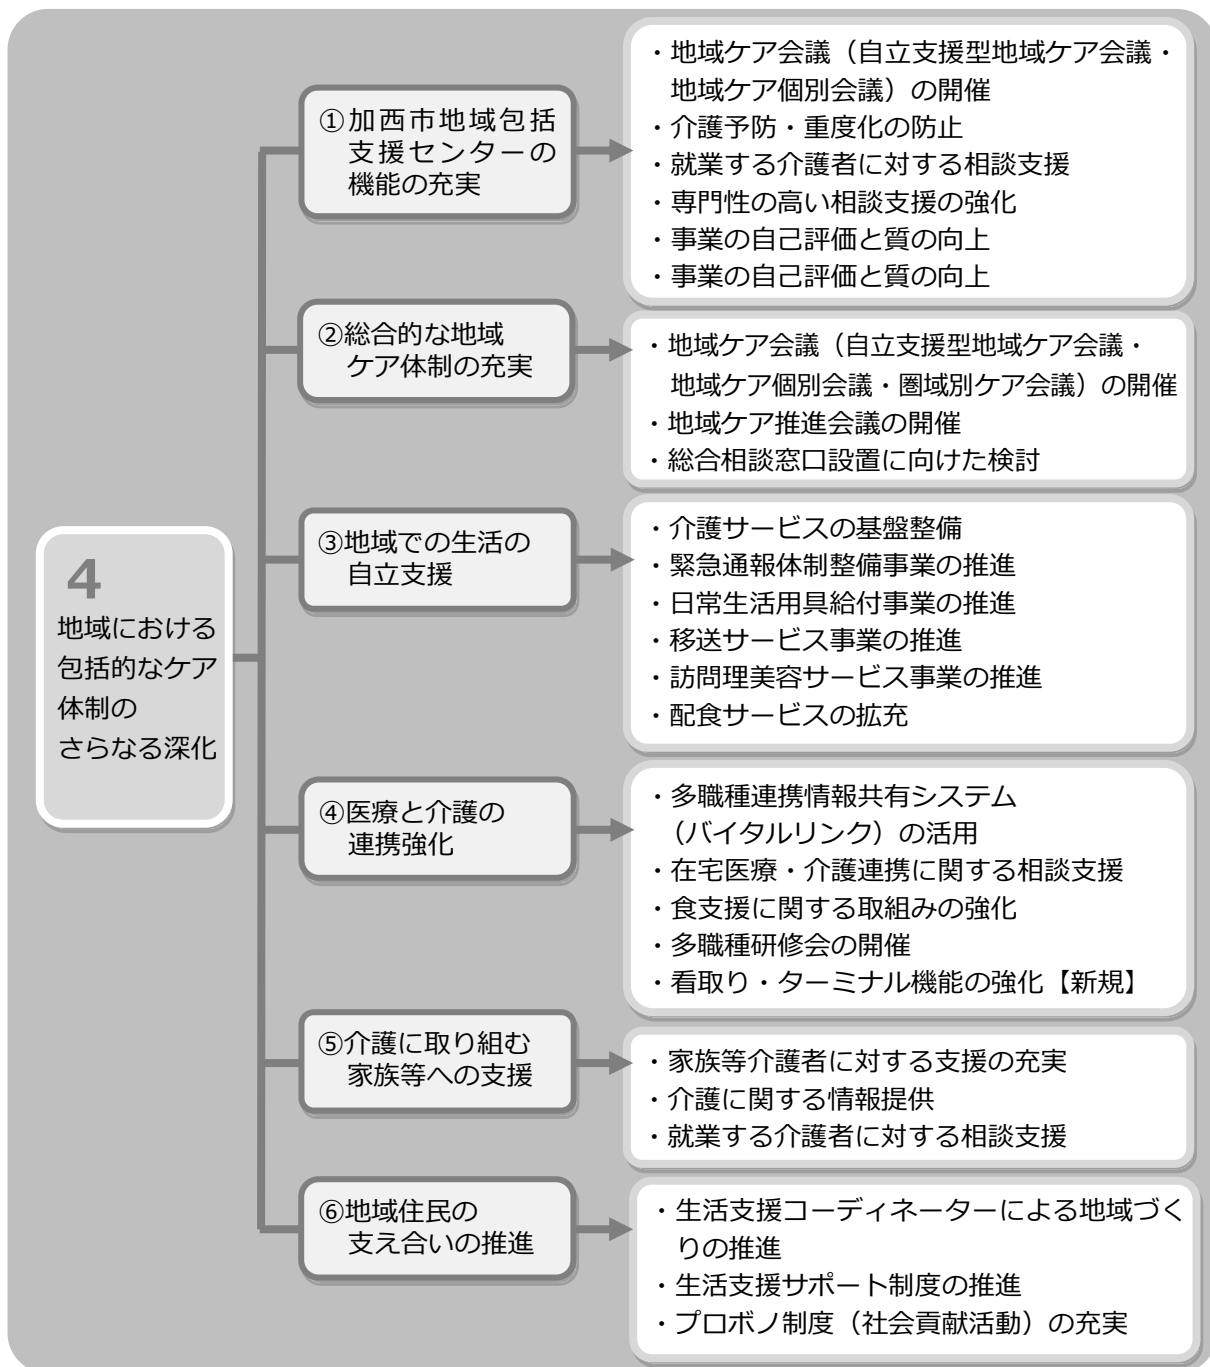 4
地域における
包括的なケア
体制の
さらなる深化
①加西市地域包括
支援センターの
機能の充実
・地域ケア会議（自立支援型地域ケア会議・
地域ケア個別会議）の開催
・介護予防・重度化の防止
・就業する介護者に対する相談支援
・専門性の高い相談支援の強化
・事業の自己評価と質の向上
・事業の自己評価と質の向上
②総合的な地域
ケア体制の充実
・地域ケア会議（自立支援型地域ケア会議・
地域ケア個別会議・圏域別ケア会議）の開催
・地域ケア推進会議の開催
・総合相談窓口設置に向けた検討
③地域での生活の
自立支援
・介護サービスの基盤整備
・緊急通報体制整備事業の推進
・日常生活用具給付事業の推進
・移送サービス事業の推進
・訪問理美容サービス事業の推進
・配食サービスの拡充
④医療と介護の
連携強化
・多職種連携情報共有システム
（バイタルリンク）の活用
・在宅医療・介護連携に関する相談支援
・食支援に関する取組みの強化
・多職種研修会の開催
・看取り・ターミナル機能の強化【新規】
⑤介護に取り組む
家族等への支援
・家族等介護者に対する支援の充実
・介護に関する情報提供
・就業する介護者に対する相談支援
⑥地域住民の
支え合いの推進
・生活支援コーディネーターによる地域づく
りの推進
・生活支援サポート制度の推進
・プロボノ制度（社会貢献活動）の充実